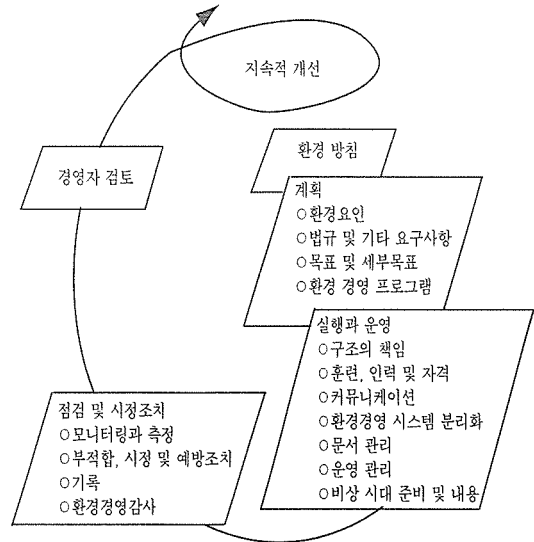 지속적 개선
환경 방침
경영자 검토
계획
○환경요인
○법규 및 기타 요구사항
○목표 및 세부목표
○환경 경영 프로그램
실행과 운영
○구조의 책임
○훈련, 인력 및 자격
○커뮤니케이션
○환경경영 시스템 분리화
○문서 관리
○운영 관리
○비상 시대 준비 및 내용
점검 및 시정조치
○모니터링과 측정
○부적합, 시정 및 예방조치
○기록
○환경경영감사